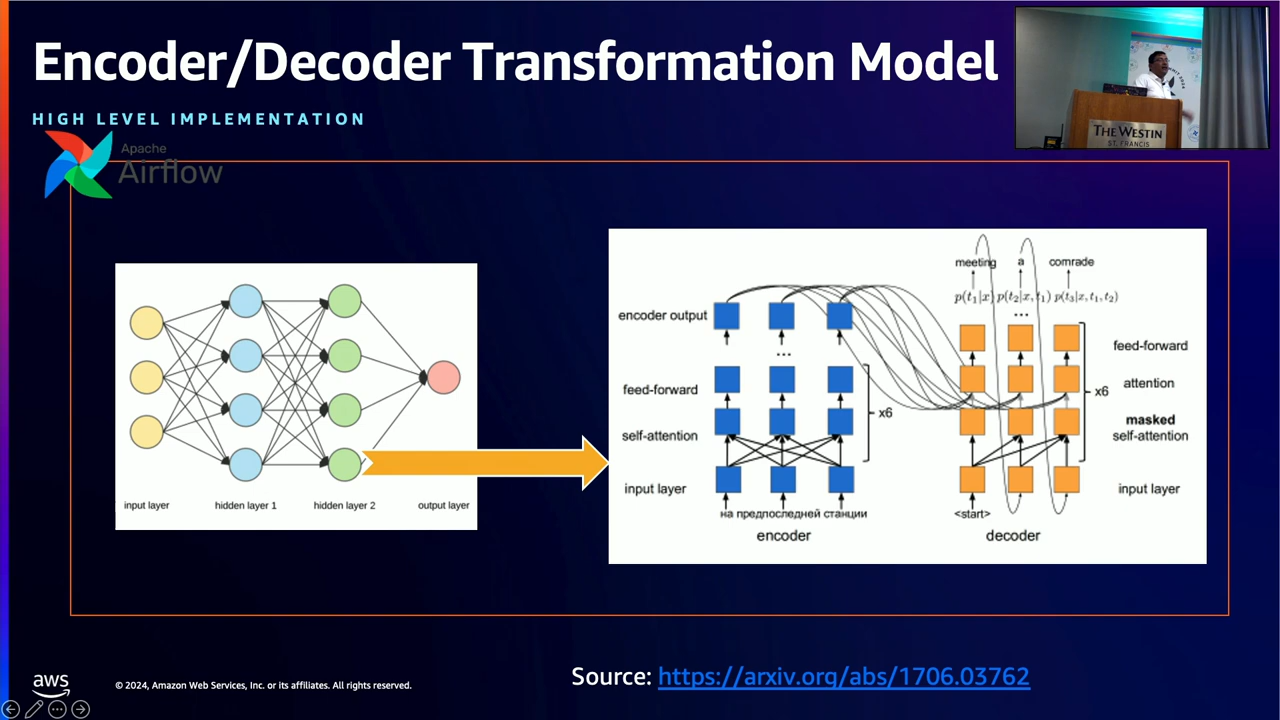 Encoder/Decoder Transformation Model
HIGH LEVEL IMPLEMENTATION
Apache
Airflow
THE WESTIN
ST. FRANCIS
input layer
hidden layer 1
hidden layer 2
output layer
meeting a comrade
p(t₁|x) p(t₂|x, t₁) p(t₃|x, t₁, t₂)
...
encoder output
...
feed-forward
self-attention
input layer
x6
на предпоследней станции
encoder
feed-forward
attention
x6
masked
self-attention
input layer
<start>
decoder
Source: https://arxiv.org/abs/1706.03762
aws
© 2024, Amazon Web Services, Inc. or its affiliates. All rights reserved.